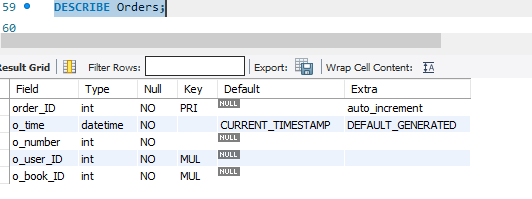 59 DESCRIBE Orders;
60
Result Grid Filter Rows: Export: Wrap Cell Content: IA
Field Type Null Key Default Extra
order_ID int NO PRI NULL auto_increment
o_time datetime NO CURRENT_TIMESTAMP DEFAULT_GENERATED
o_number int NO NULL
o_user_ID int NO MUL NULL
o_book_ID int NO MUL NULL